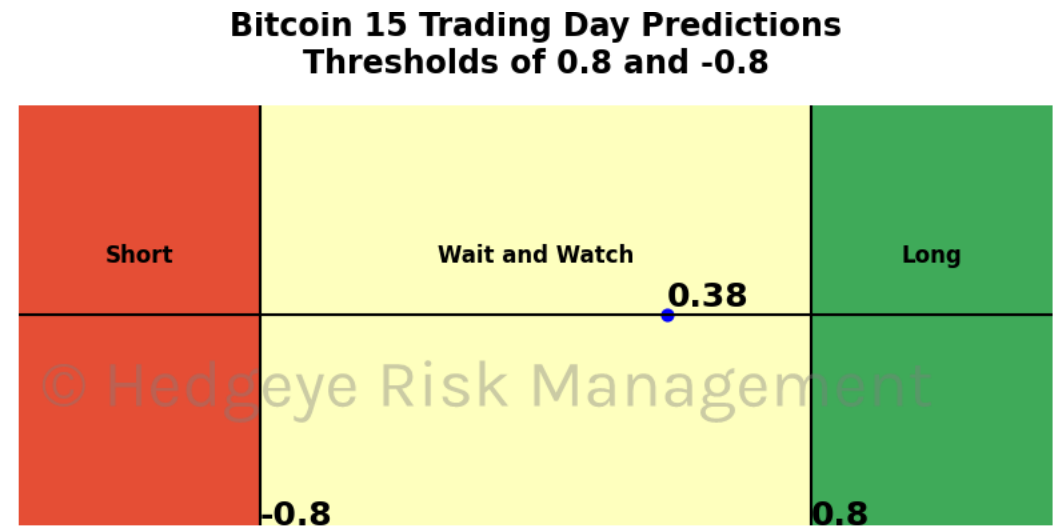 Bitcoin 15 Trading Day Predictions
Thresholds of 0.8 and -0.8
Short
Wait and Watch
Long
0.38
© Hedgeye Risk Management
-0.8
0.8